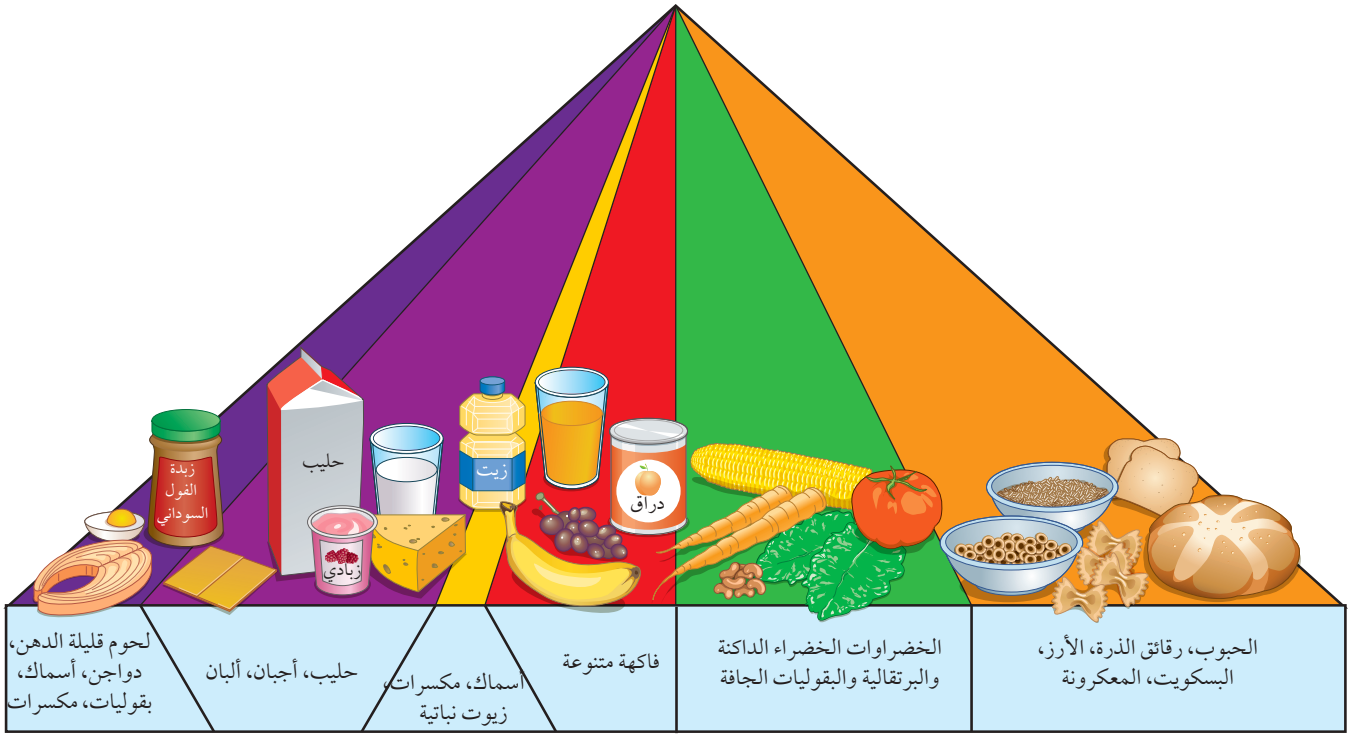 حليب
زبدة
الفول
السوداني
زبادي
زيت
دراق
الحبوب، رقائق الذرة، الأرز،
البسكويت، المعكرونة
الخضراوات الخضراء الداكنة
والبرتقالية والبقوليات الجافة
فاكهة متنوعة
أسماك، مكسرات،
زيوت نباتية
حليب، أجبان، ألبان
لحوم قليلة الدهن،
دواجن، أسماك،
بقوليات، مكسرات